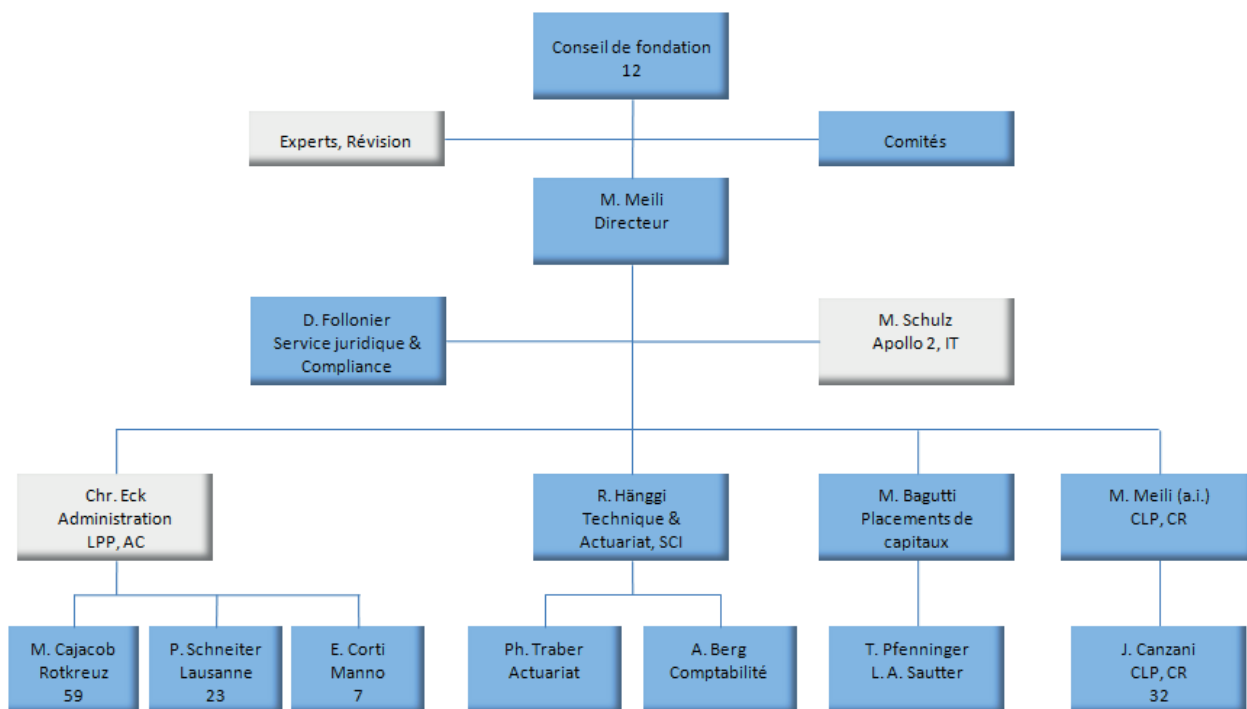 Conseil de fondation
12
Experts, Révision
Comités
M. Meili
Directeur
D. Follonier
Service juridique &
Compliance
M. Schulz
Apollo 2, IT
Chr. Eck
Administration
LPP, AC
R. Hänggi
Technique &
Actuariat, SCI
M. Bagutti
Placements de
capitaux
M. Meili (a.i.)
CLP, CR
M. Cajacob
Rotkreuz
59
P. Schneiter
Lausanne
23
E. Corti
Manno
7
Ph. Traber
Actuariat
A. Berg
Comptabilité
T. Pfenninger
L. A. Sautter
J. Canzani
CLP, CR
32